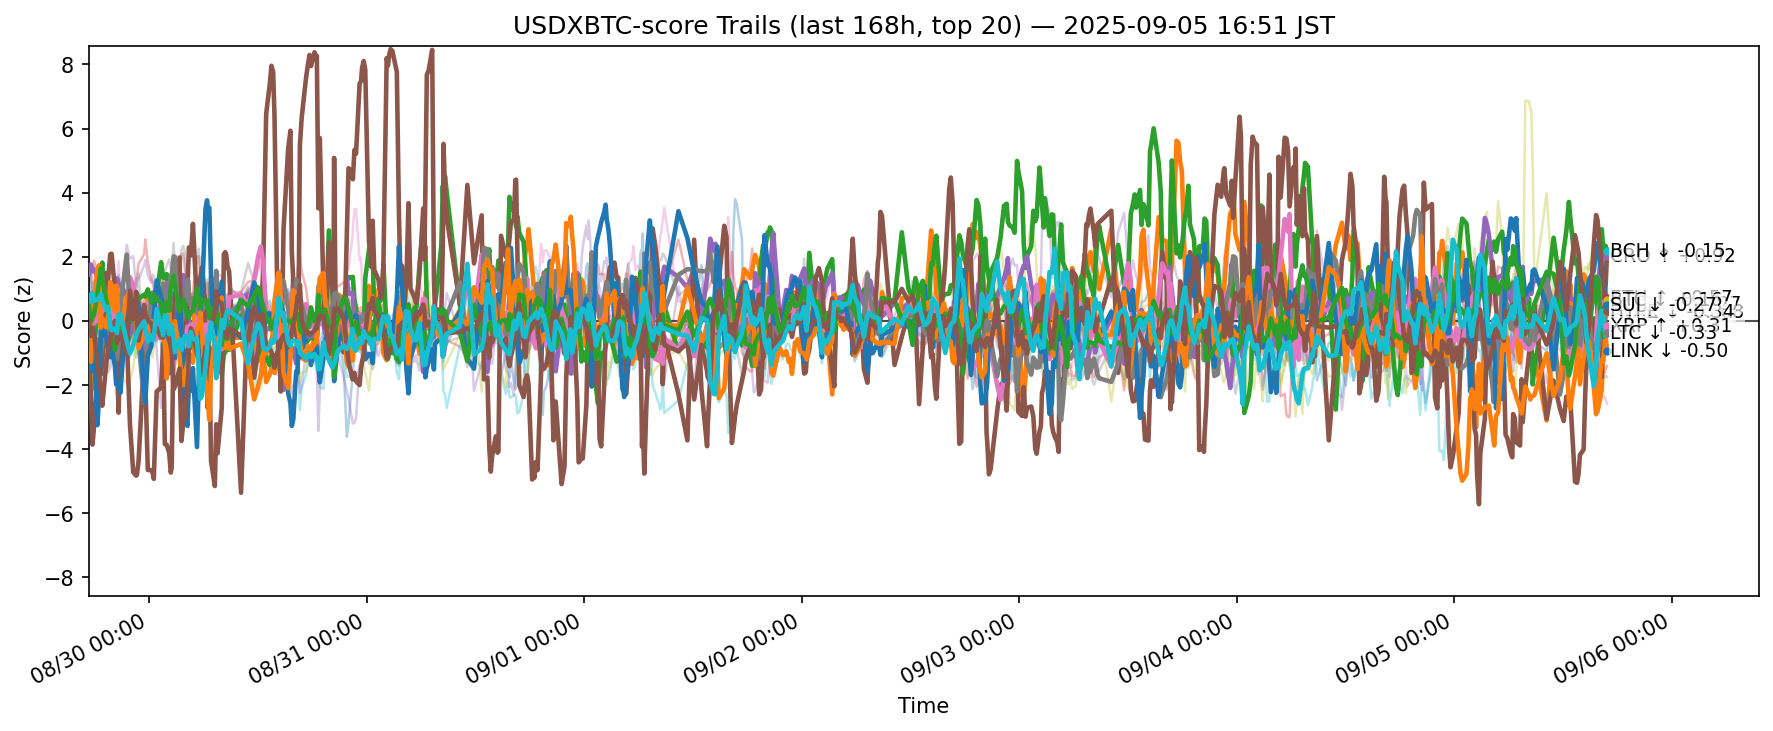 USDXBTC-score Trails (last 168h, top 20) — 2025-09-05 16:51 JST
Score (z)
8
6
4
2
0
−2
−4
−6
−8
BCH ↓ -0.15
SUI ↓ -0.27
XRP ↑ +0.31
LTC ↑
LINK ↓ -0.50
08/30 00:00
08/31 00:00
09/01 00:00
09/02 00:00
09/03 00:00
09/04 00:00
09/05 00:00
09/06 00:00
Time